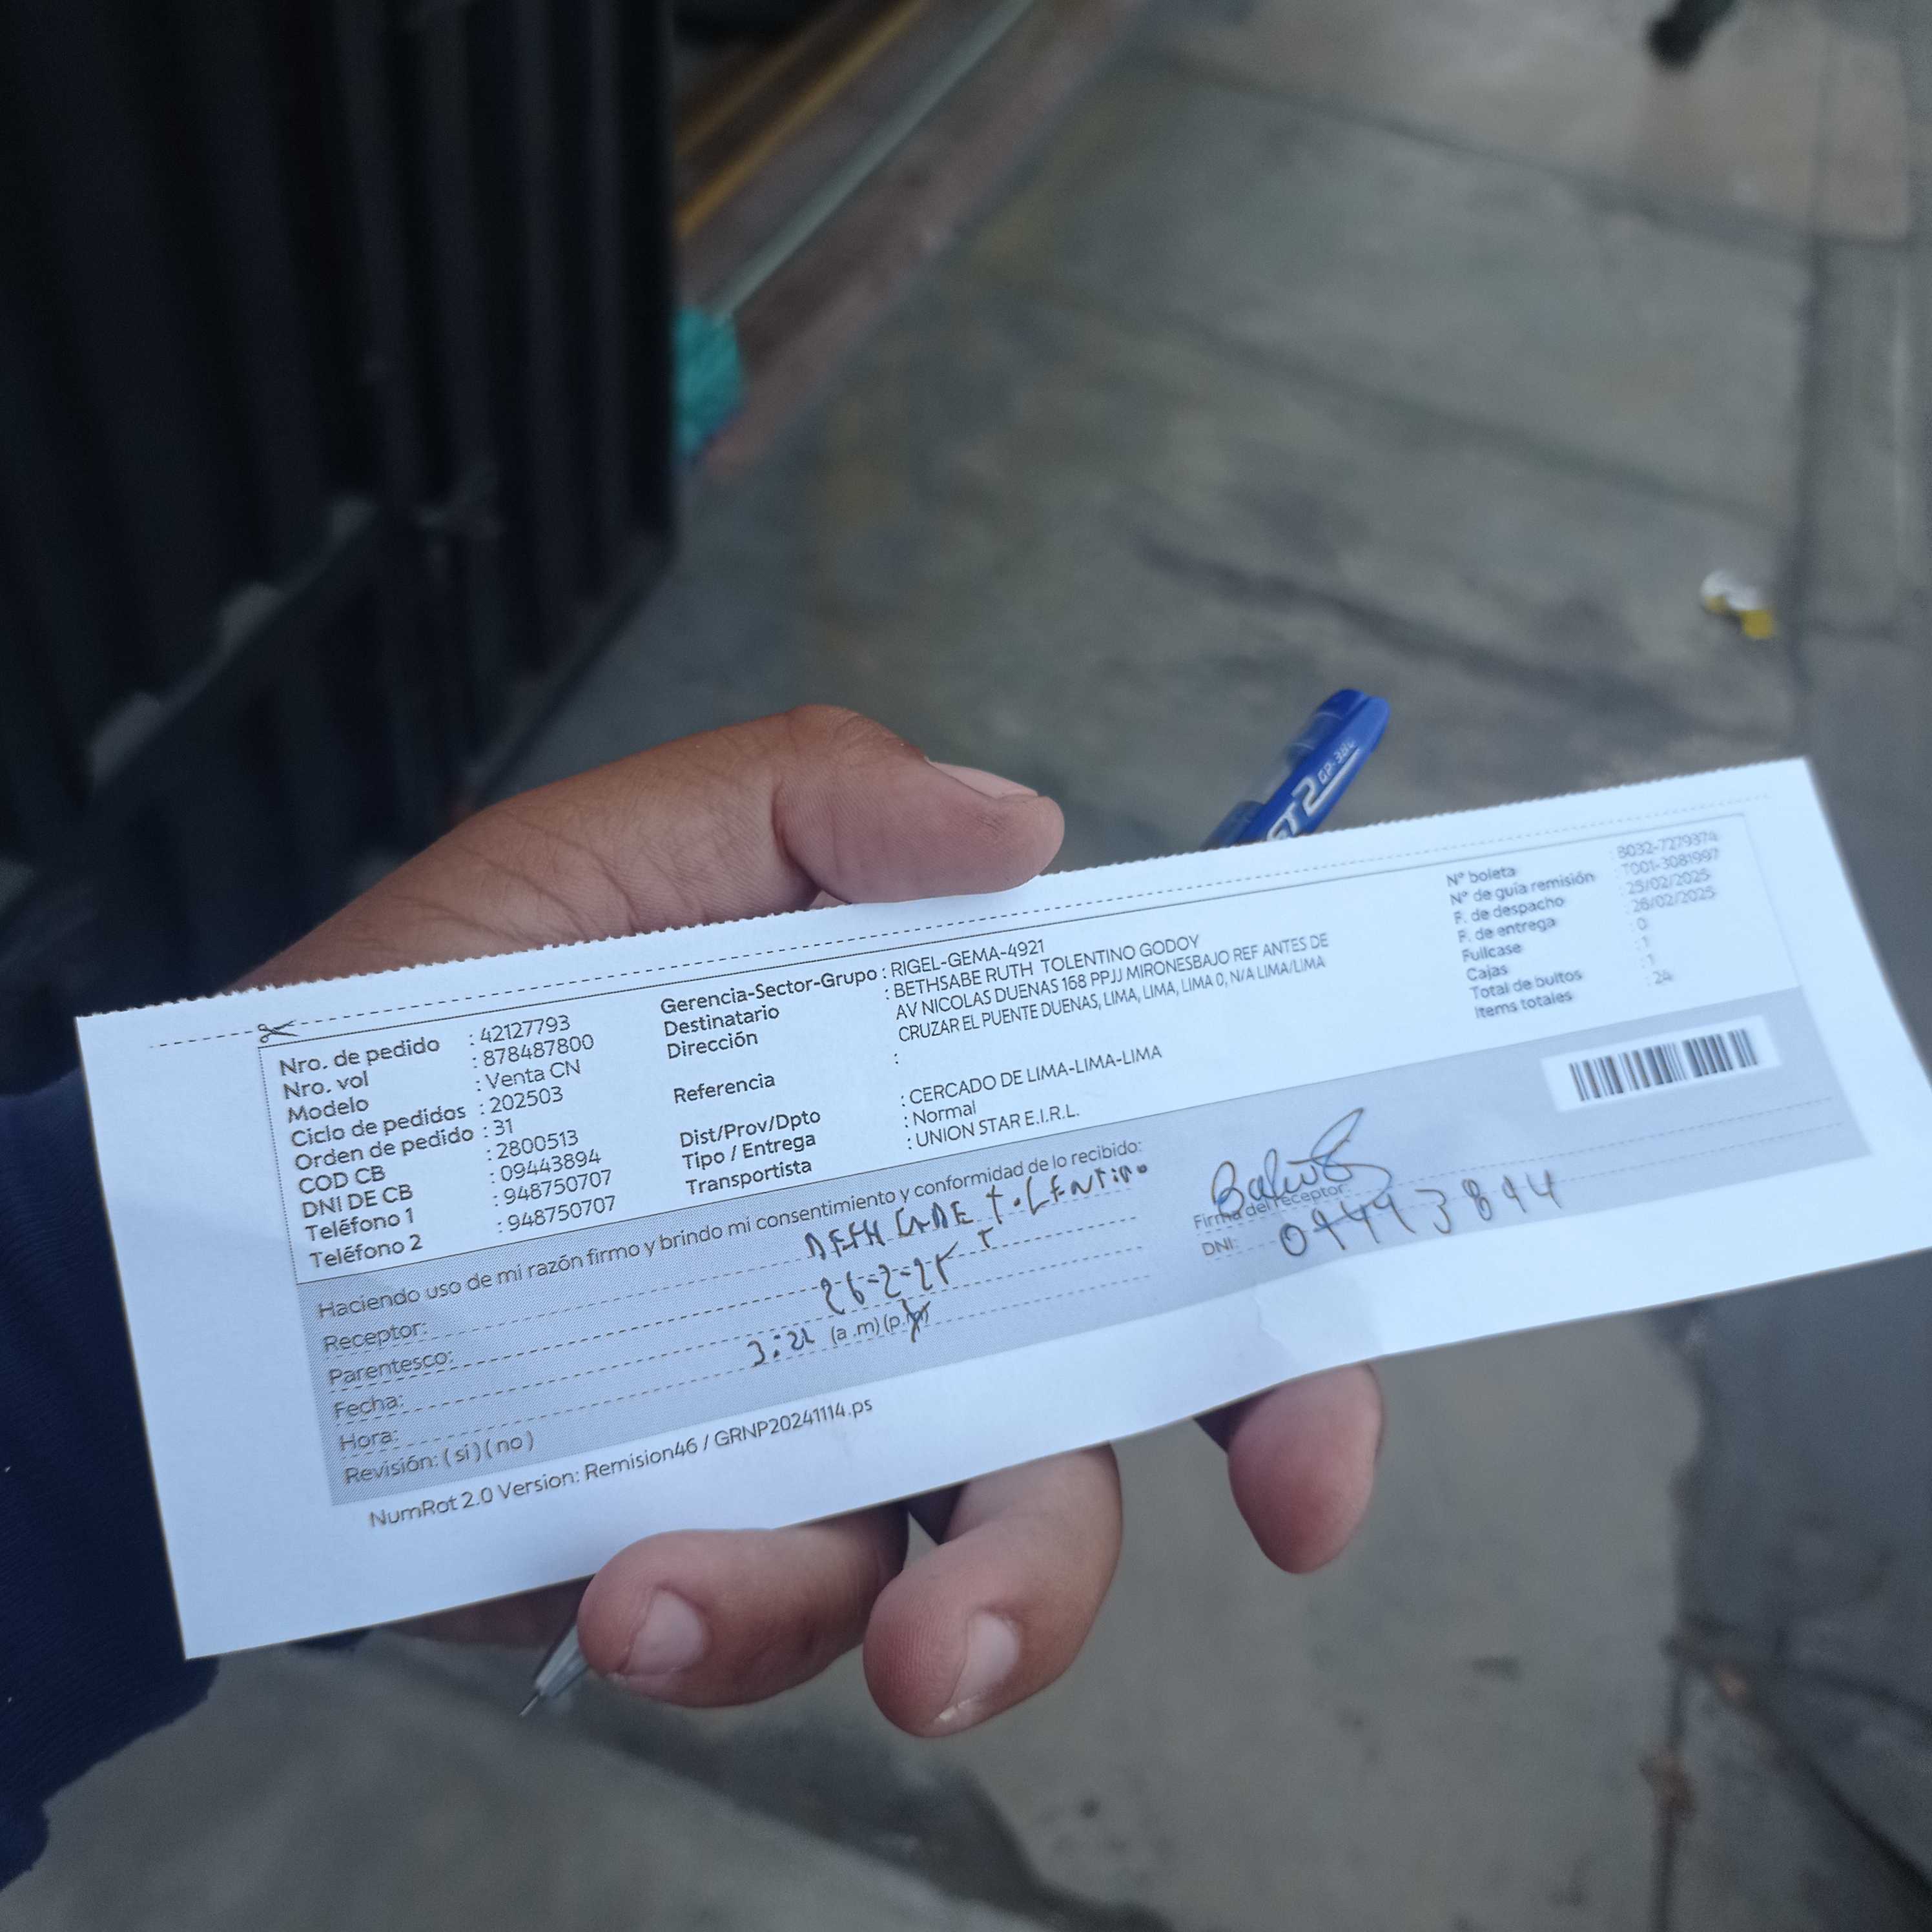 Nro. de pedido : 42127793
Nro. vol : 878487800
Modelo : Venta CN
Ciclo de pedidos : 202503
Orden de pedido : 31
COD CB : 2800513
DNI DE CB : 09443894
Teléfono 1 : 948750707
Teléfono 2 : 948750707
Gerencia-Sector-Grupo : RIGEL-GEMA-4921
Destinatario : BETHSABE RUTH TOLENTINO GODOY
Dirección AV NICOLAS DUENAS 168 PPJJ MIRONESBAJO REF ANTES DE
CRUZAR EL PUENTE DUENAS, LIMA, LIMA, LIMA 0, N/A LIMA/LIMA
Referencia :
Dist/Prov/Dpto : CERCADO DE LIMA-LIMA-LIMA
Tipo / Entrega : Normal
Transportista : UNION STAR E.I.R.L.
N° boleta : B032-7279374
N° de guía remisión : T001-3081997
F. de despacho : 25/02/2025
F. de entrega : 26/02/2025
Fullcase : 0
Cajas : 1
Total de bultos : 1
Items totales : 24
Haciendo uso de mi razón firmo y brindo mi consentimiento y conformidad de lo recibido:
Receptor: TOLENTINO
Parentesco: T
Fecha: 26-2-25
Hora: (a.m) (p.m)
Revisión: ( si ) ( no )
Firma del receptor
DNI: 09443894
NumRot 2.0 Version: Remision46 / GRNP20241114.ps
ST 2 GP-380